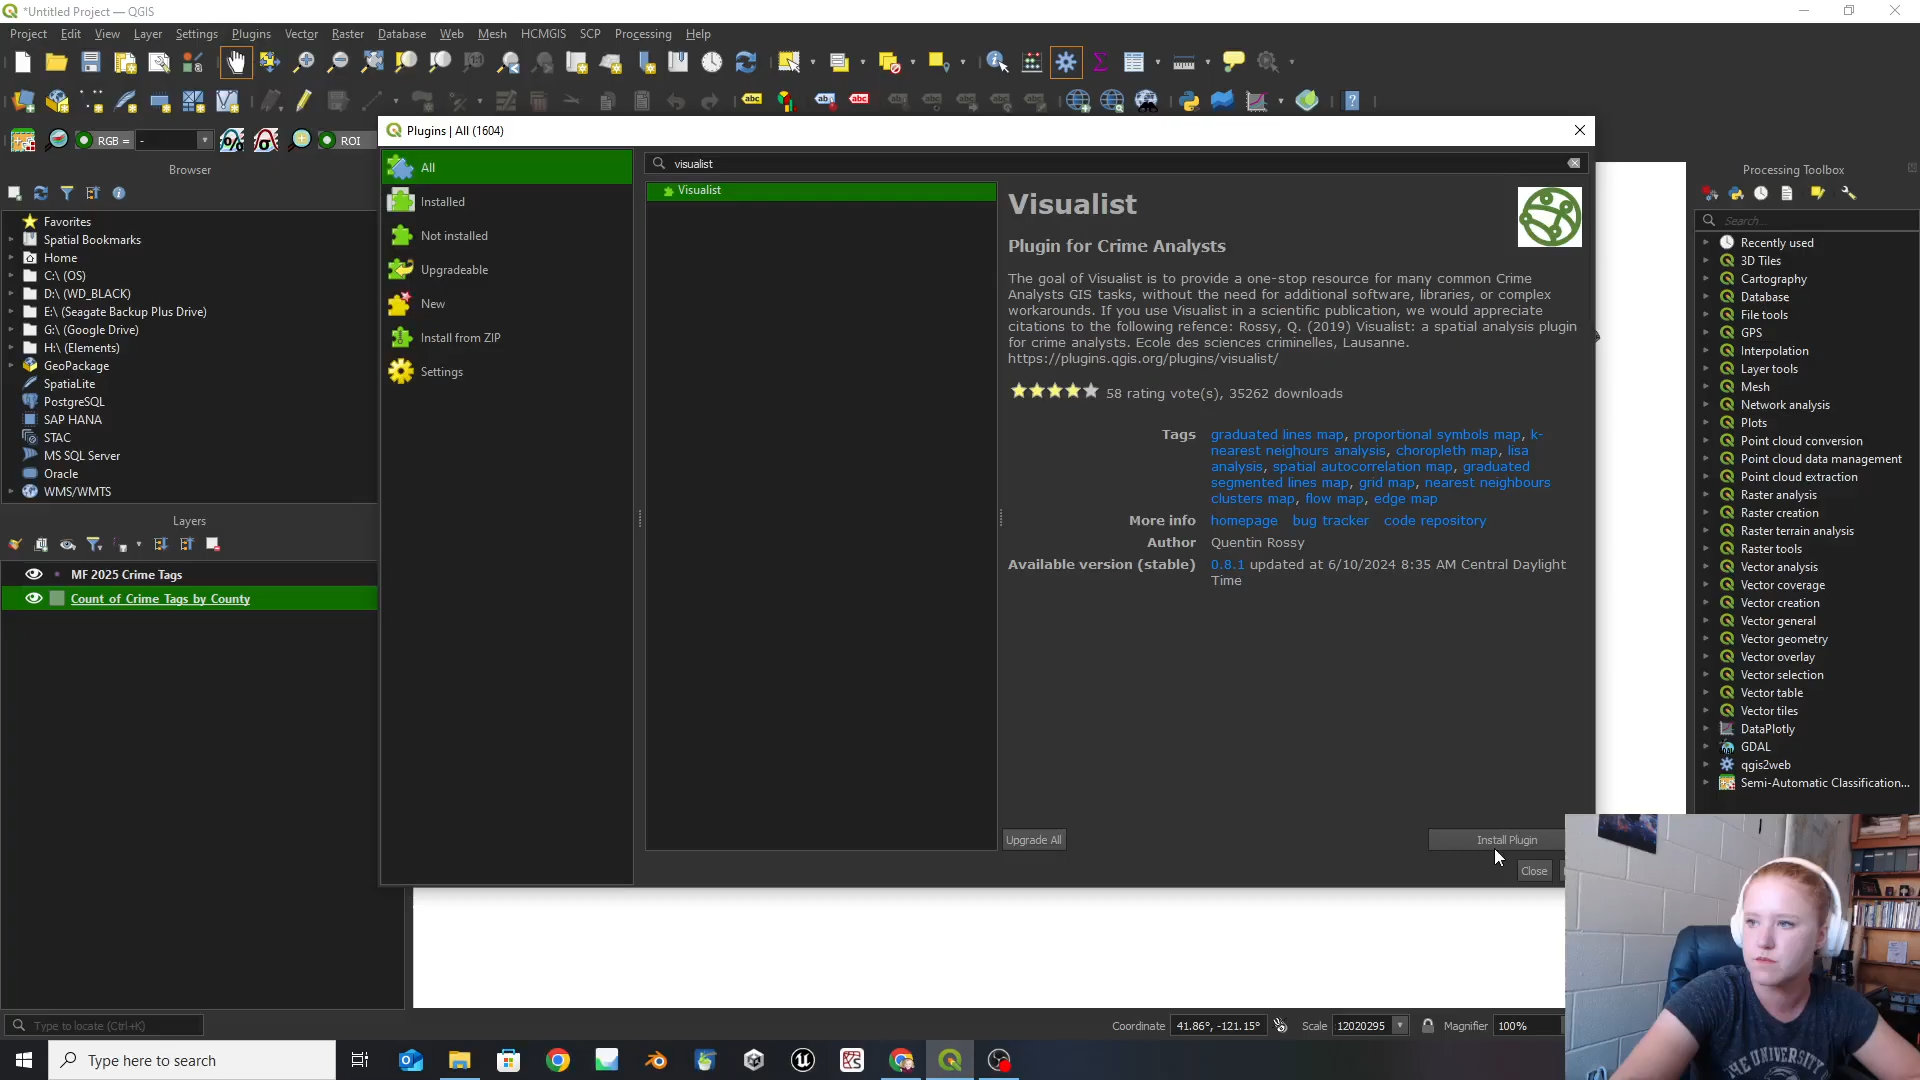 *Untitled Project — QGIS
Project Edit View Layer Settings Plugins Vector Raster Database Web Mesh HCMGIS SCP Processing Help
RGB = - ROI
Browser
Favorites
Spatial Bookmarks
Home
C:\ (OS)
D:\ (WD_BLACK)
E:\ (Seagate Backup Plus Drive)
G:\ (Google Drive)
H:\ (Elements)
GeoPackage
SpatiaLite
PostgreSQL
SAP HANA
STAC
MS SQL Server
Oracle
WMS/WMTS
Layers
MF 2025 Crime Tags
Count of Crime Tags by County
Type to locate (Ctrl+K)
Plugins | All (1604)
All
Installed
Not installed
Upgradeable
New
Install from ZIP
Settings
visualist
Visualist
Visualist
Plugin for Crime Analysts
The goal of Visualist is to provide a one-stop resource for many common Crime
Analysts GIS tasks, without the need for additional software, libraries, or complex
workarounds. If you use Visualist in a scientific publication, we would appreciate
citations to the following refence: Rossy, Q. (2019) Visualist: a spatial analysis plugin
for crime analysts. Ecole des sciences criminelles, Lausanne.
https://plugins.qgis.org/plugins/visualist/
58 rating vote(s), 35262 downloads
Tags graduated lines map, proportional symbols map, k-
nearest neighours analysis, choropleth map, lisa
analysis, spatial autocorrelation map, graduated
segmented lines map, grid map, nearest neighbours
clusters map, flow map, edge map
More info homepage bug tracker code repository
Author Quentin Rossy
Available version (stable) 0.8.1 updated at 6/10/2024 8:35 AM Central Daylight
Time
Upgrade All
Install Plugin
Close
Processing Toolbox
Search...
Recently used
3D Tiles
Cartography
Database
File tools
GPS
Interpolation
Layer tools
Mesh
Network analysis
Plots
Point cloud conversion
Point cloud data management
Point cloud extraction
Raster analysis
Raster creation
Raster terrain analysis
Raster tools
Vector analysis
Vector coverage
Vector creation
Vector general
Vector geometry
Vector overlay
Vector selection
Vector table
Vector tiles
DataPlotly
GDAL
qgis2web
Semi-Automatic Classification...
Coordinate 41.86° , -121.15° Scale 12020295 Magnifier 100%
Type here to search
THE UNIVERSITY